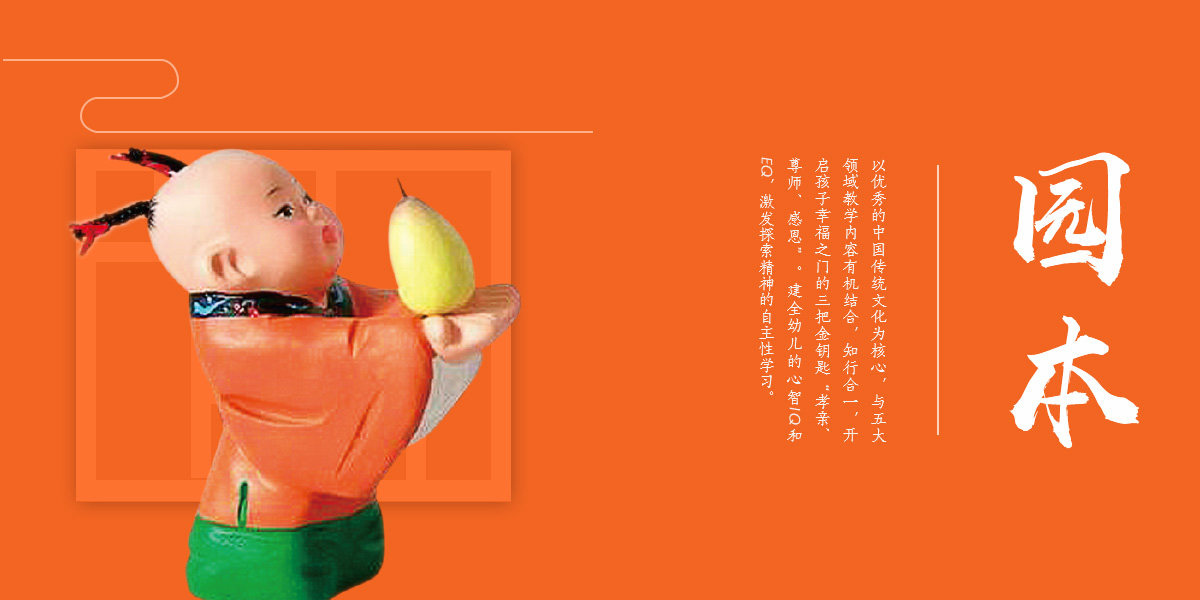 园本
以优秀的中国传统文化为核心，与五大
领域教学内容有机结合，知行合一，开
启孩子幸福之门的三把金钥匙“孝亲、
尊师、感恩”。建全幼儿的心智IQ和
EQ，激发探索精神的自主性学习。